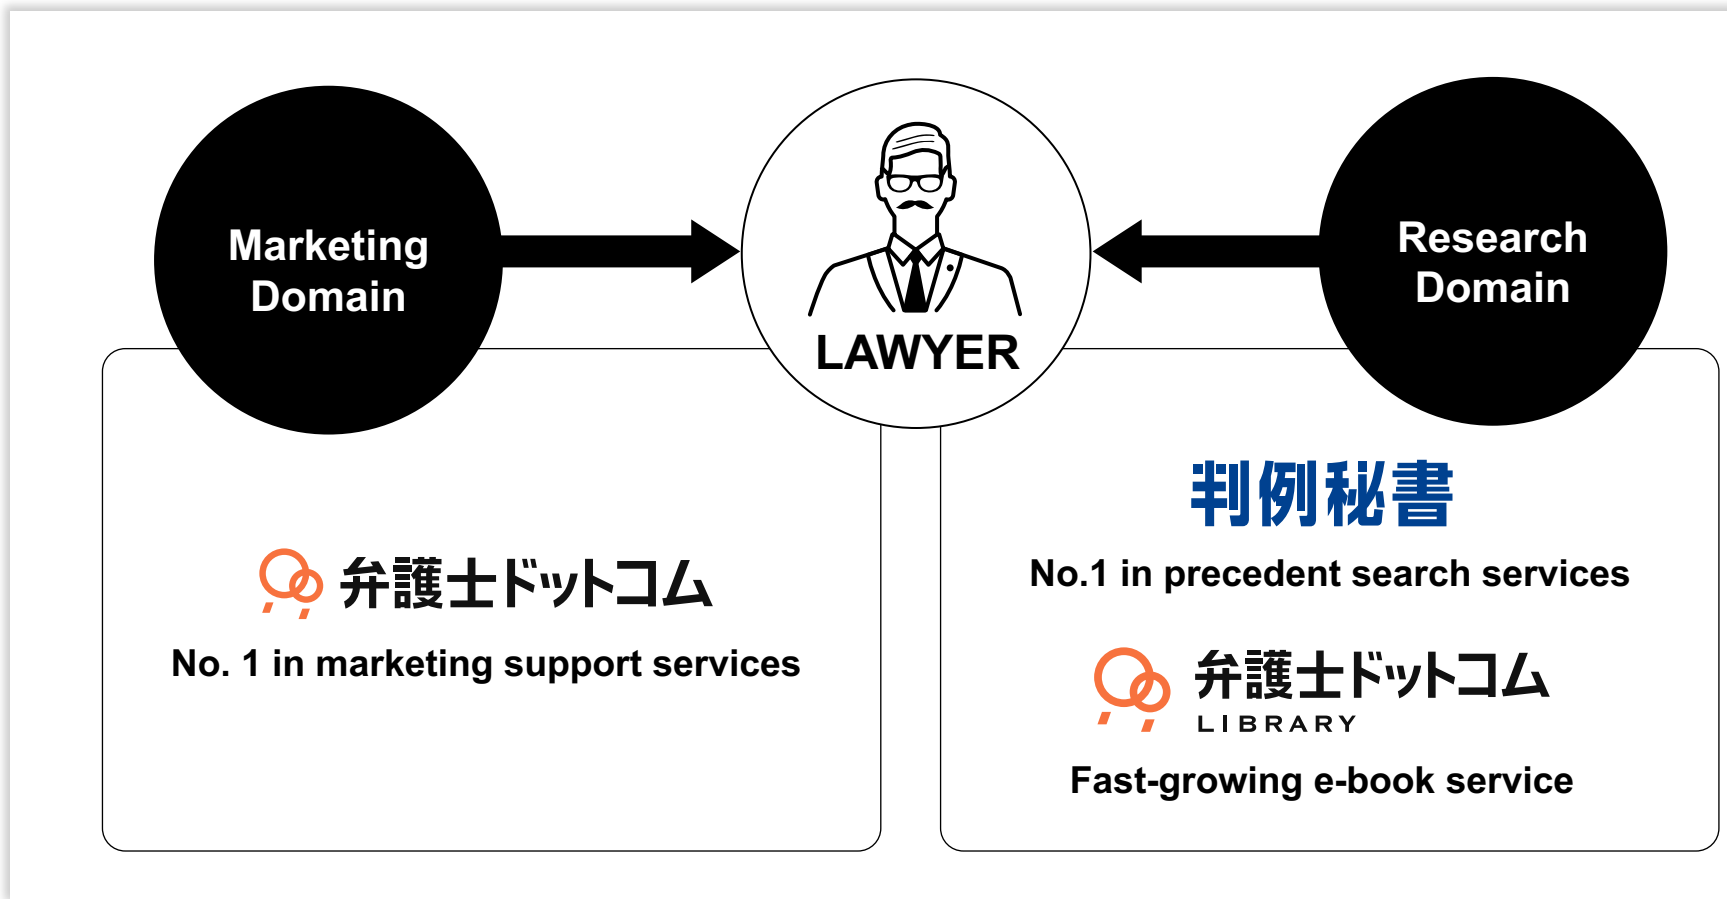 Marketing
Domain
LAWYER
Research
Domain
弁護士ドットコム
No. 1 in marketing support services
判例秘書
No.1 in precedent search services
弁護士ドットコム
LIBRARY
Fast-growing e-book service